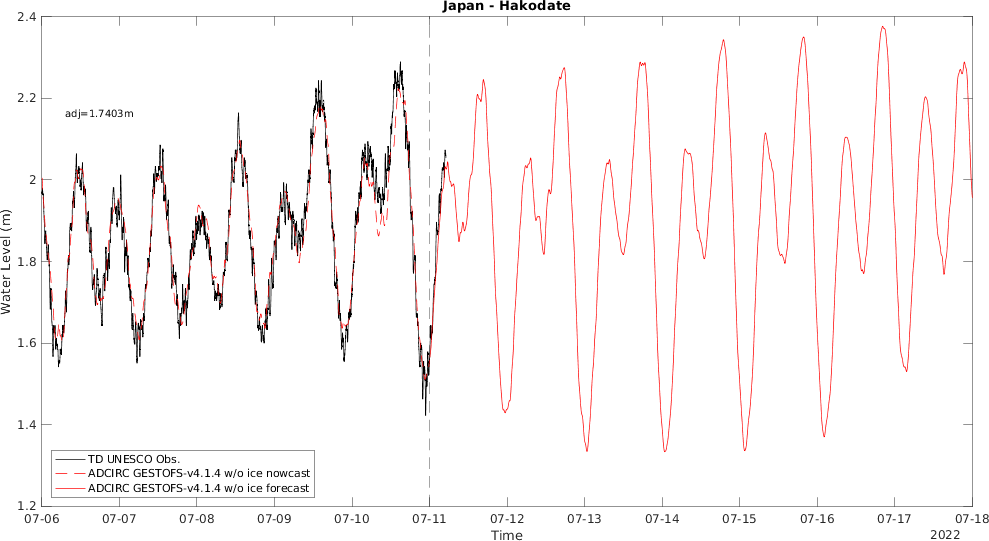 Japan - Hakodate
2.4
2.2
2
1.8
1.6
1.4
1.2
Water Level (m)
adj=1.7403m
TD UNESCO Obs.
ADCIRC GESTOFS-v4.1.4 w/o ice nowcast
ADCIRC GESTOFS-v4.1.4 w/o ice forecast
07-06 07-07 07-08 07-09 07-10 07-11 07-12 07-13 07-14 07-15 07-16 07-17 07-18
Time
2022